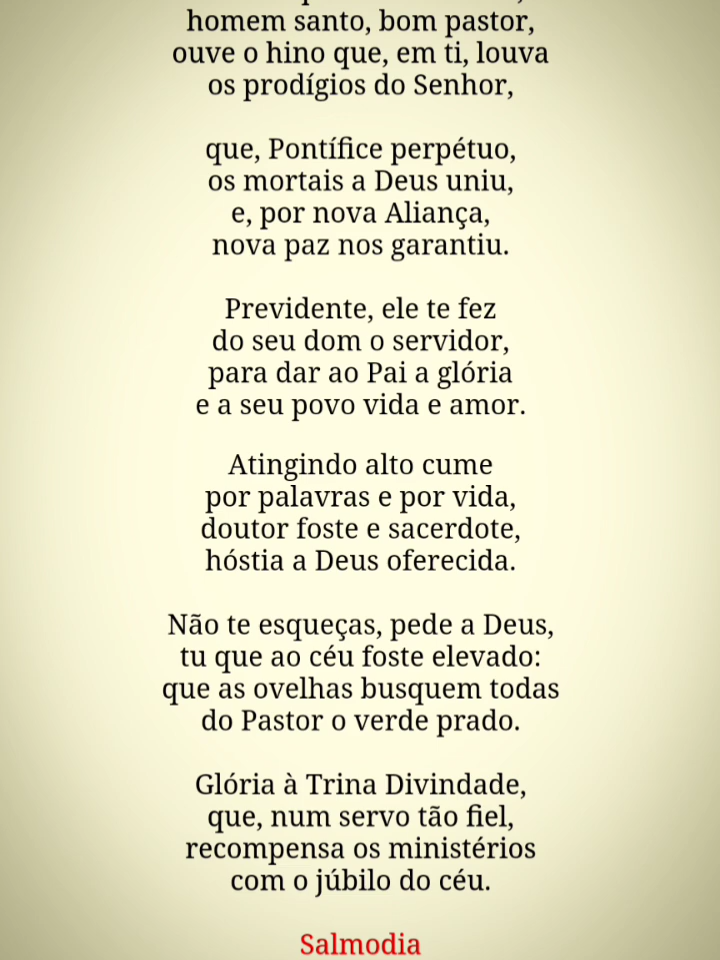 homem santo, bom pastor,
ouve o hino que, em ti, louva
os prodígios do Senhor,
que, Pontífice perpétuo,
os mortais a Deus uniu,
e, por nova Aliança,
nova paz nos garantiu.
Previdente, ele te fez
do seu dom o servidor,
para dar ao Pai a glória
e a seu povo vida e amor.
Atingindo alto cume
por palavras e por vida,
doutor foste e sacerdote,
hóstia a Deus oferecida.
Não te esqueças, pede a Deus,
tu que ao céu foste elevado:
que as ovelhas busquem todas
do Pastor o verde prado.
Glória à Trina Divindade,
que, num servo tão fiel,
recompensa os ministérios
com o júbilo do céu.
Salmodia